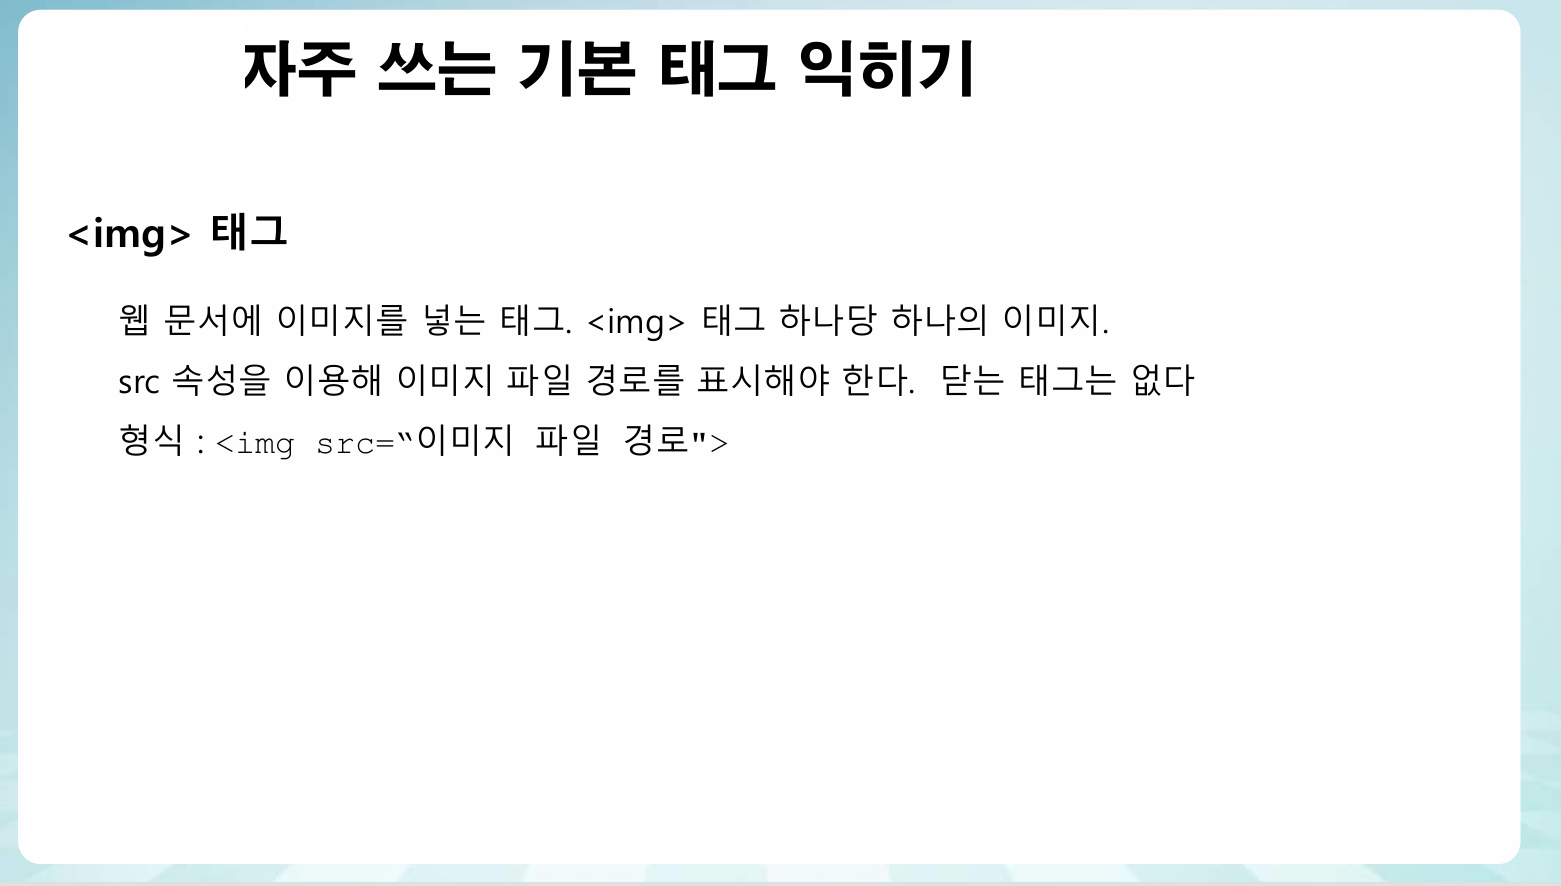 자주 쓰는 기본 태그 익히기
<img> 태그
웹 문서에 이미지를 넣는 태그. <img> 태그 하나당 하나의 이미지.
src 속성을 이용해 이미지 파일 경로를 표시해야 한다. 닫는 태그는 없다
형식 : <img src=“이미지 파일 경로">